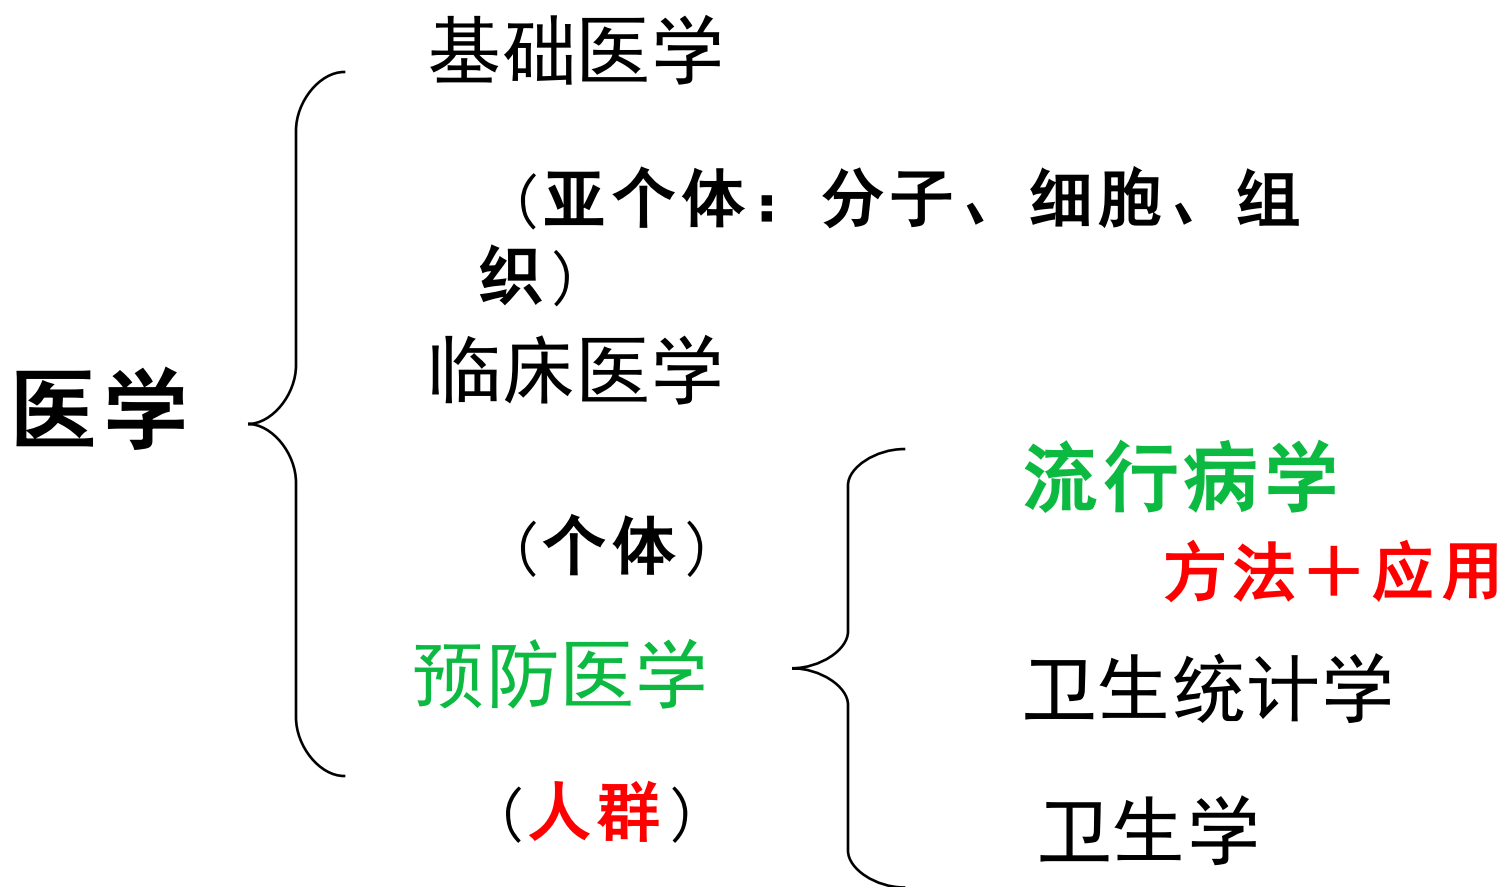 医学
基础医学
（亚个体：分子、细胞、组
织）
临床医学
（个体）
预防医学
（人群）
流行病学
方法＋应用
卫生统计学
卫生学